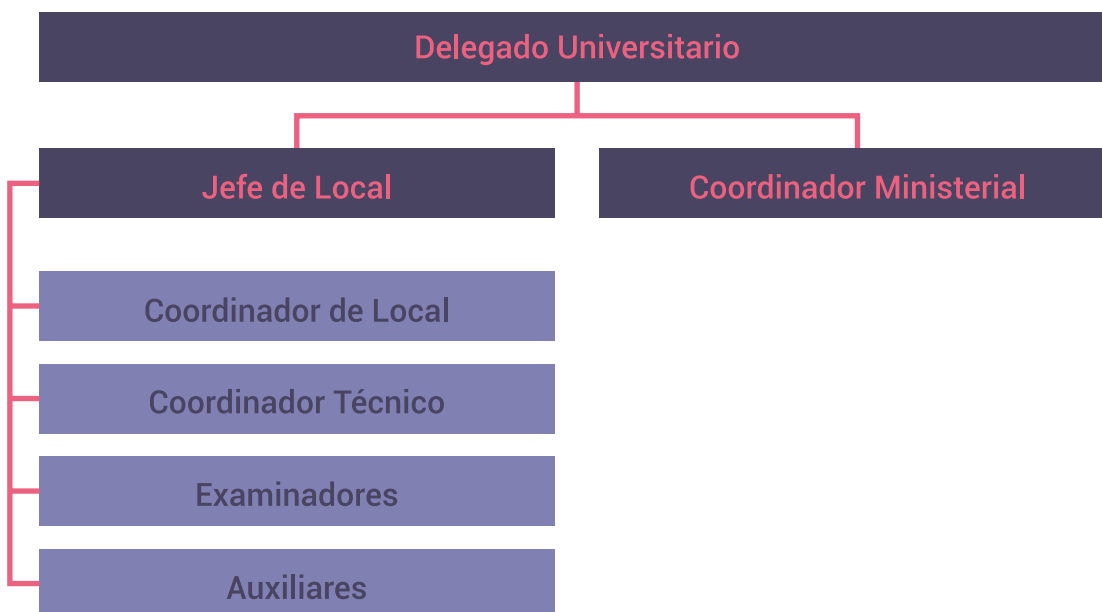 Delegado Universitario
Jefe de Local
Coordinador Ministerial
Coordinador de Local
Coordinador Técnico
Examinadores
Auxiliares